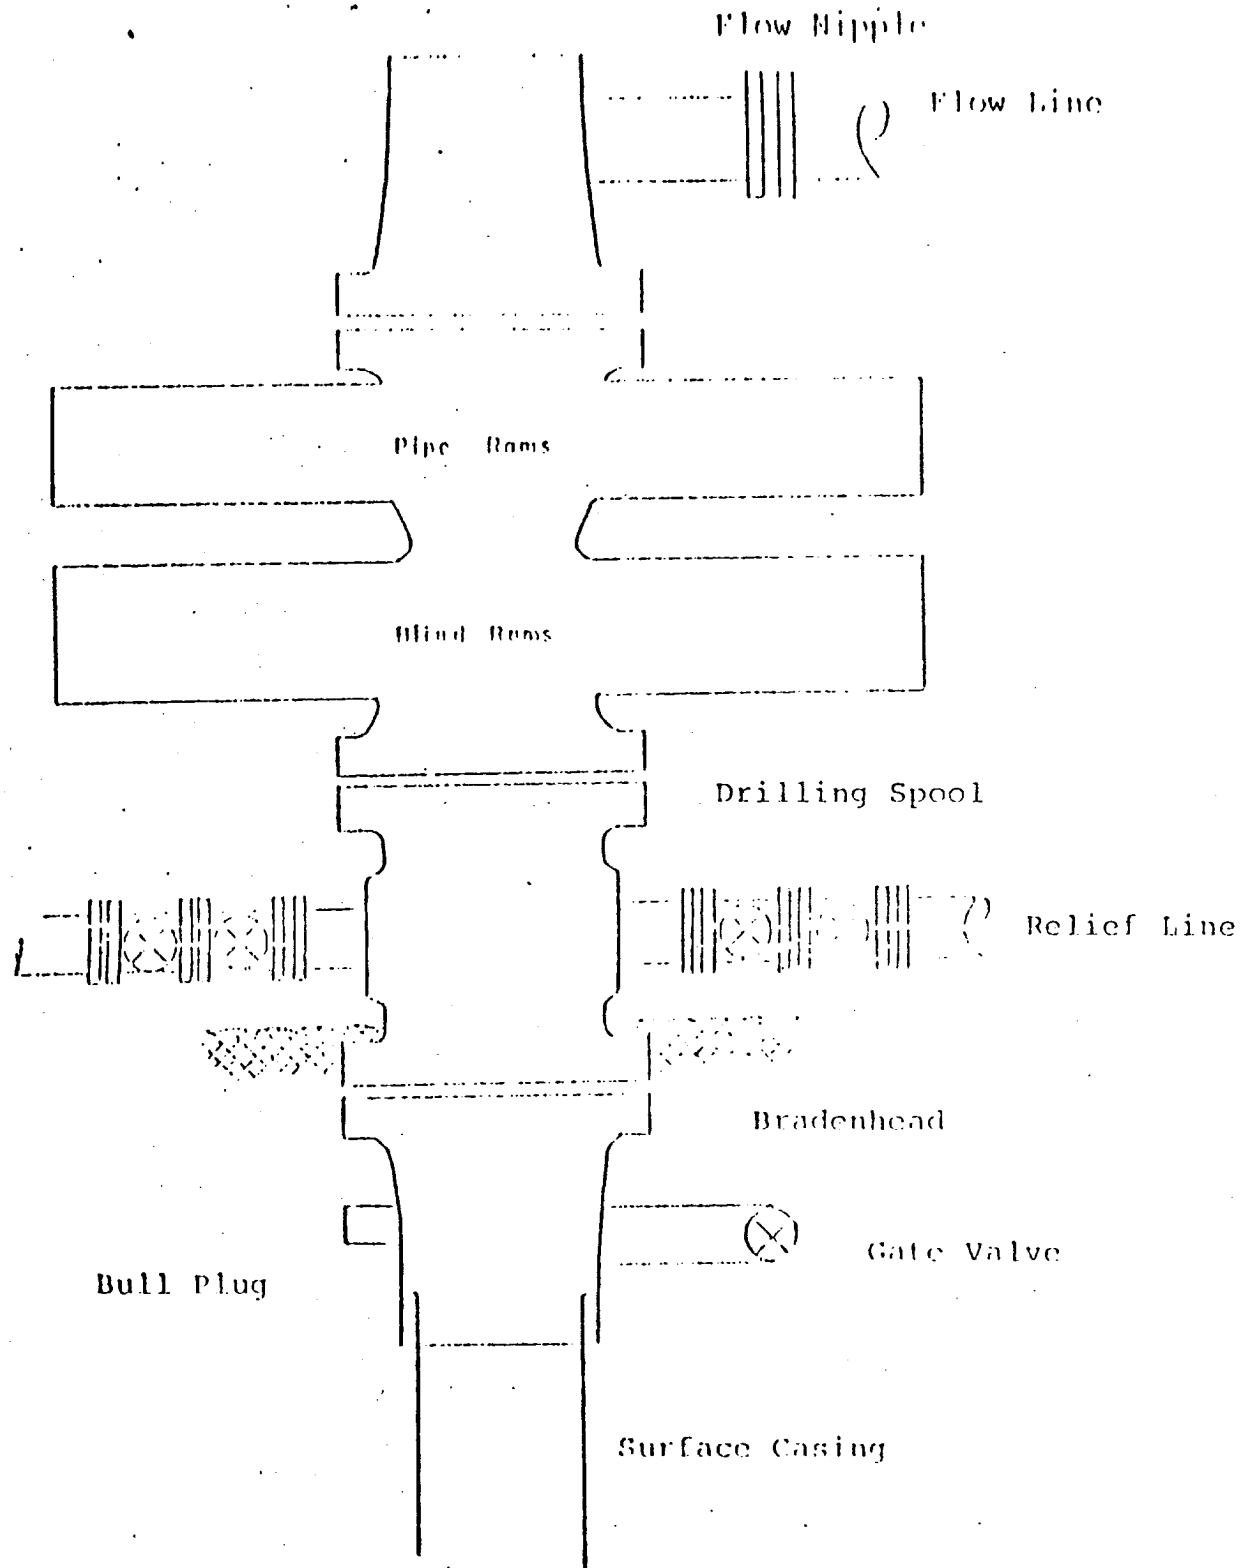 Flow Nipple
Flow Line
Pipe Rams
Blind Rams
Drilling Spool
Relief Line
Bradenhead
Gate Valve
Bull Plug
Surface Casing